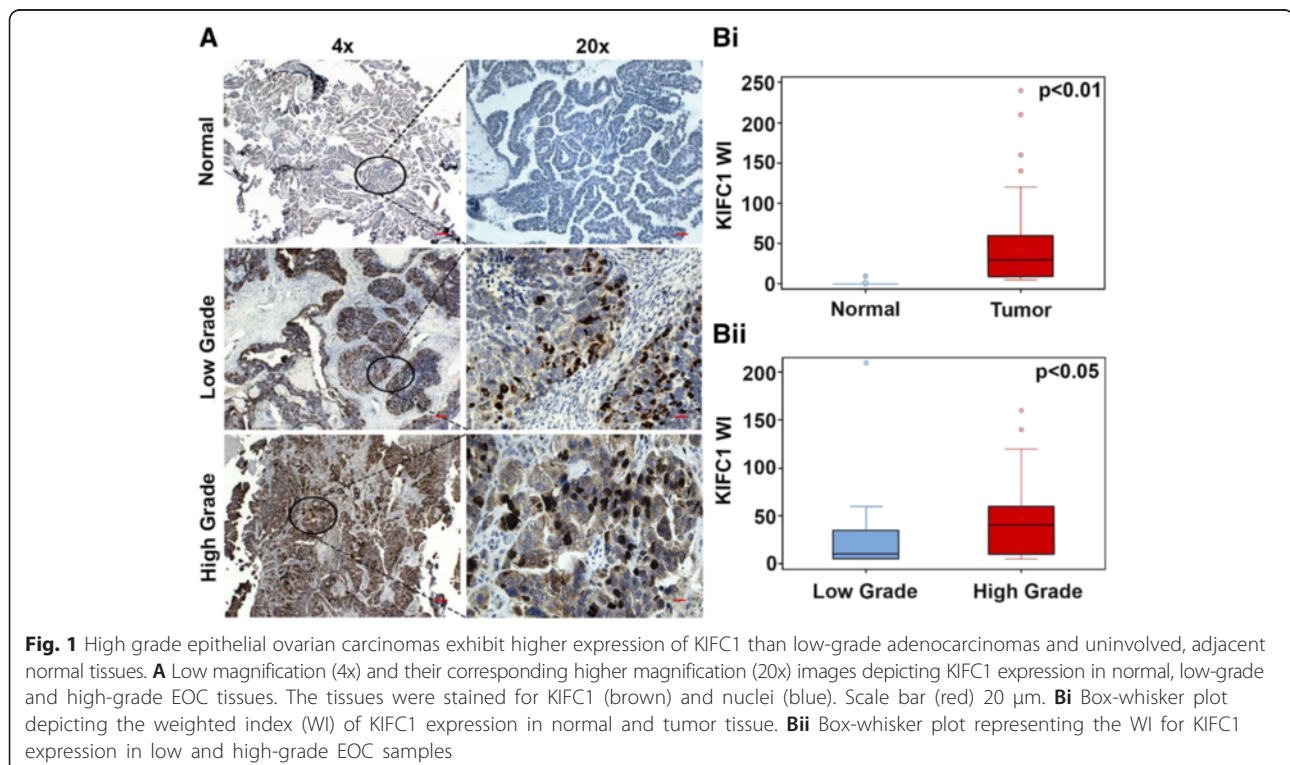 A
4x
20x
Normal
Low Grade
High Grade
Bi
KIFC1 WI
250
200
150
100
50
0
p<0.01
Normal
Tumor
Bii
KIFC1 WI
200
150
100
50
0
p<0.05
Low Grade
High Grade
Fig. 1 High grade epithelial ovarian carcinomas exhibit higher expression of KIFC1 than low-grade adenocarcinomas and uninvolved, adjacent
normal tissues. A Low magnification (4x) and their corresponding higher magnification (20x) images depicting KIFC1 expression in normal, low-grade
and high-grade EOC tissues. The tissues were stained for KIFC1 (brown) and nuclei (blue). Scale bar (red) 20 μm. Bi Box-whisker plot
depicting the weighted index (WI) of KIFC1 expression in normal and tumor tissue. Bii Box-whisker plot representing the WI for KIFC1
expression in low and high-grade EOC samples